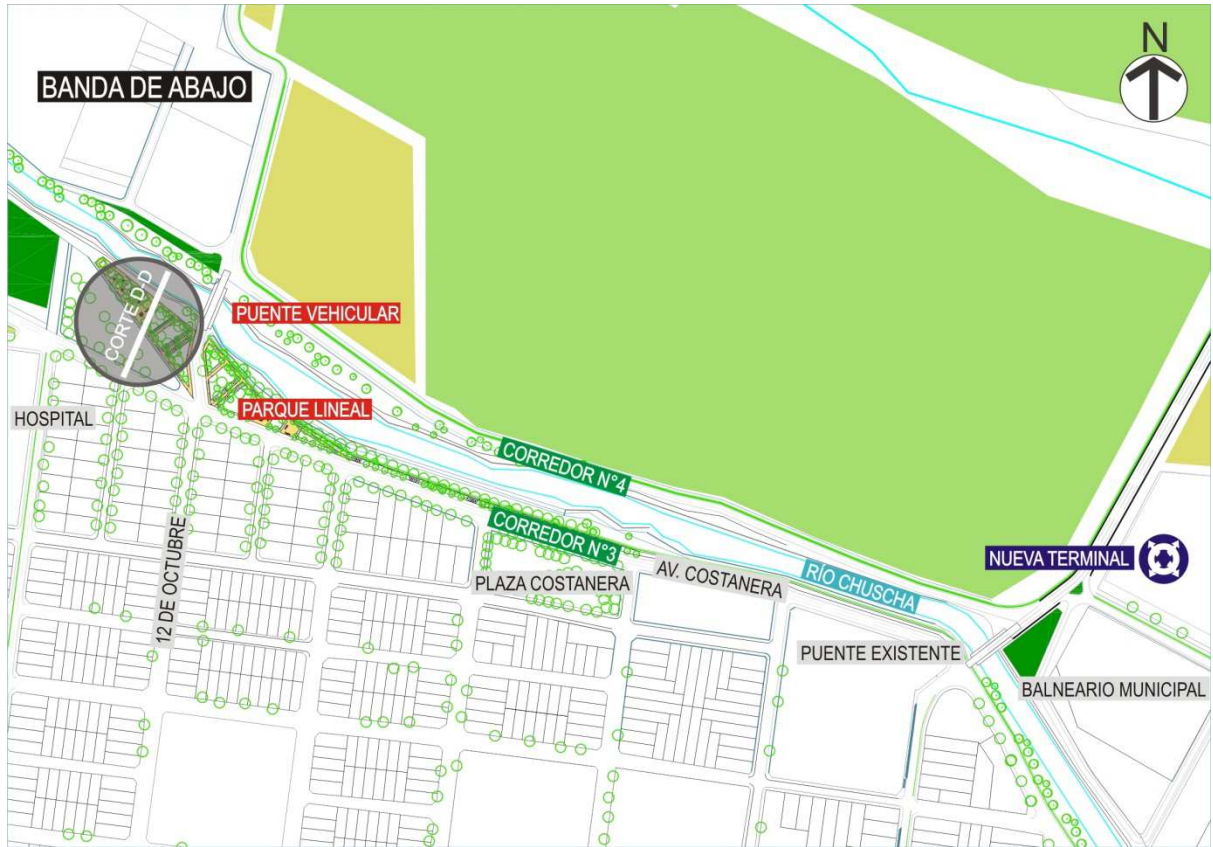 N
BANDA DE ABAJO
CORTE D-D
PUENTE VEHICULAR
PARQUE LINEAL
HOSPITAL
CORREDOR N°4
CORREDOR N°3
12 DE OCTUBRE
PLAZA COSTANERA
AV. COSTANERA
RÍO CHUSCHA
NUEVA TERMINAL
PUENTE EXISTENTE
BALNEARIO MUNICIPAL